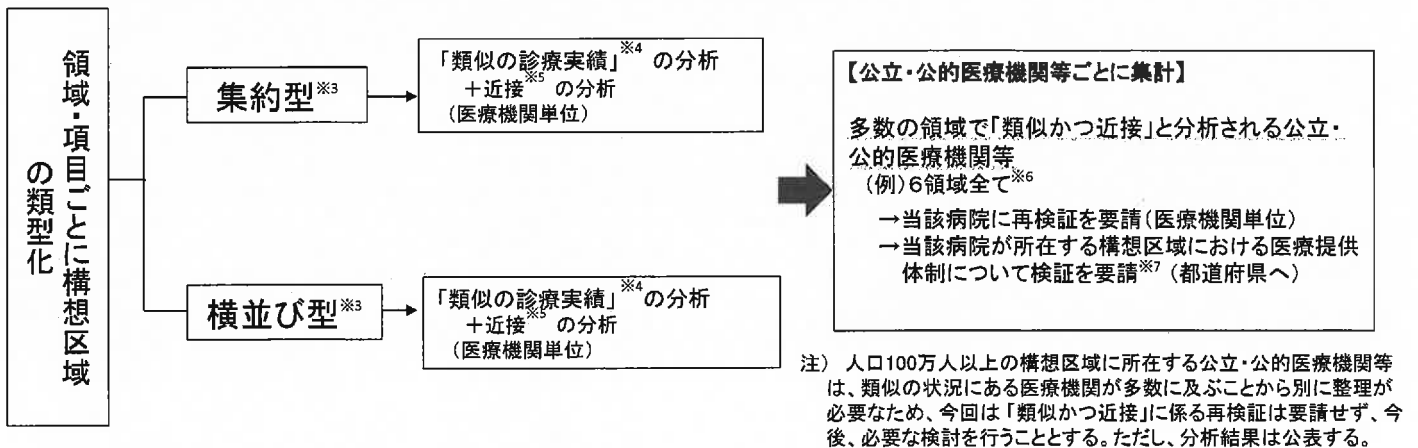 領域・項目ごとに構想区域
の類型化
集約型※3
「類似の診療実績」※4 の分析
+近接※5 の分析
(医療機関単位)
横並び型※3
「類似の診療実績」※4 の分析
+近接※5 の分析
(医療機関単位)
【公立・公的医療機関等ごとに集計】
多数の領域で「類似かつ近接」と分析される公立・
公的医療機関等
(例)6領域全て※6
→当該病院に再検証を要請(医療機関単位)
→当該病院が所在する構想区域における医療提供
体制について検証を要請※7 (都道府県へ)
注) 人口100万人以上の構想区域に所在する公立・公的医療機関等
は、類似の状況にある医療機関が多数に及ぶことから別に整理が
必要なため、今回は「類似かつ近接」に係る再検証は要請せず、今
後、必要な検討を行うこととする。ただし、分析結果は公表する。